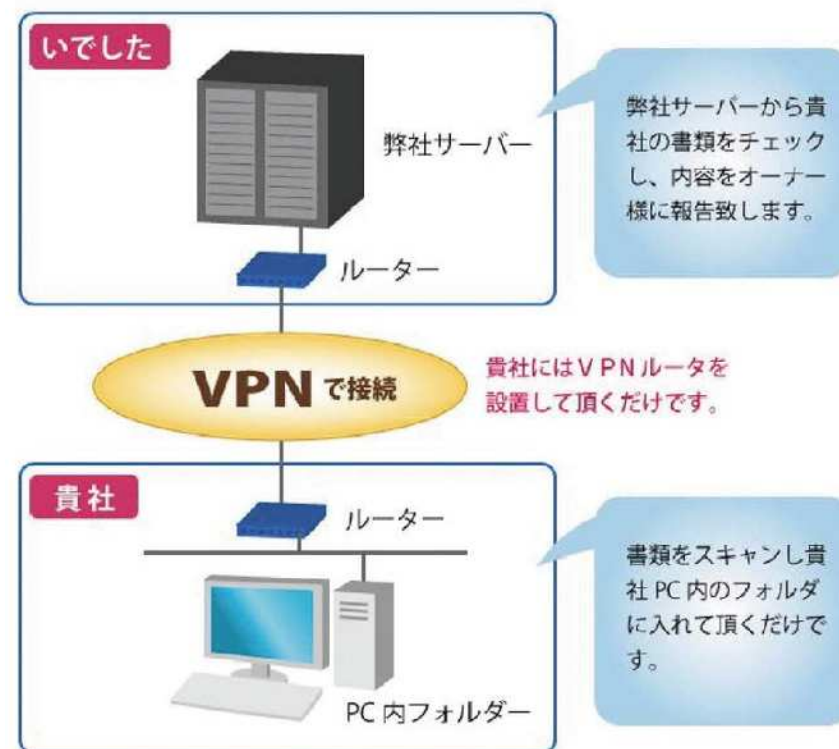 いでした
弊社サーバー
ルーター
弊社サーバーから貴
社の書類をチェック
し、内容をオーナー
様に報告致します。
VPNで接続
貴社にはＶＰＮルータを
設置して頂くだけです。
貴社
ルーター
PC内フォルダー
書類をスキャンし貴
社PC内のフォルダ
に入れて頂くだけで
す。